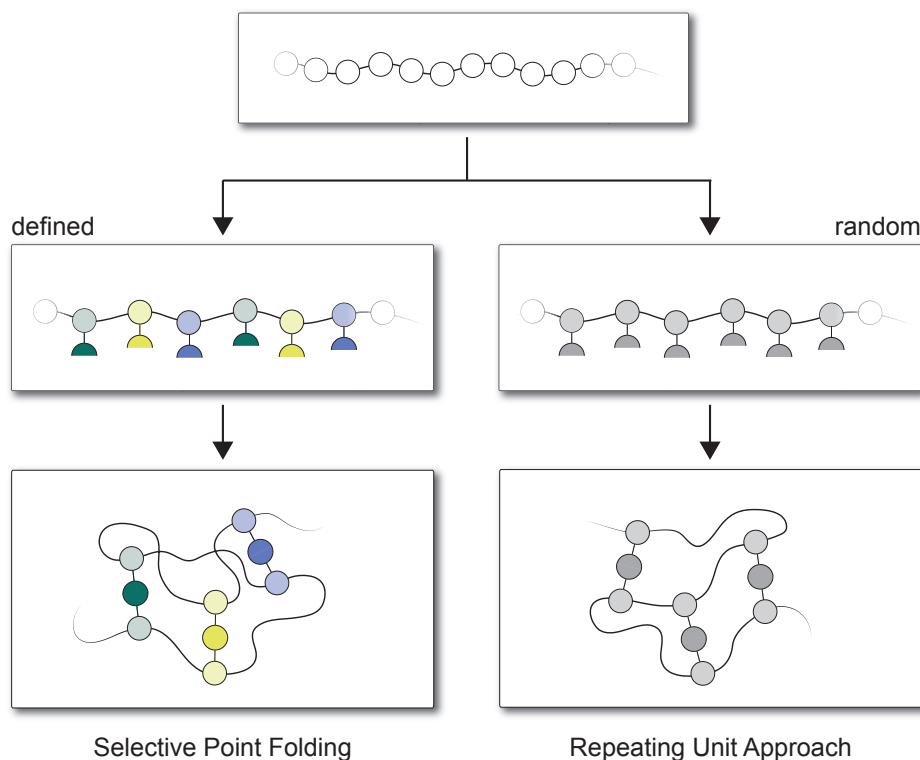 defined
random
Selective Point Folding
Repeating Unit Approach